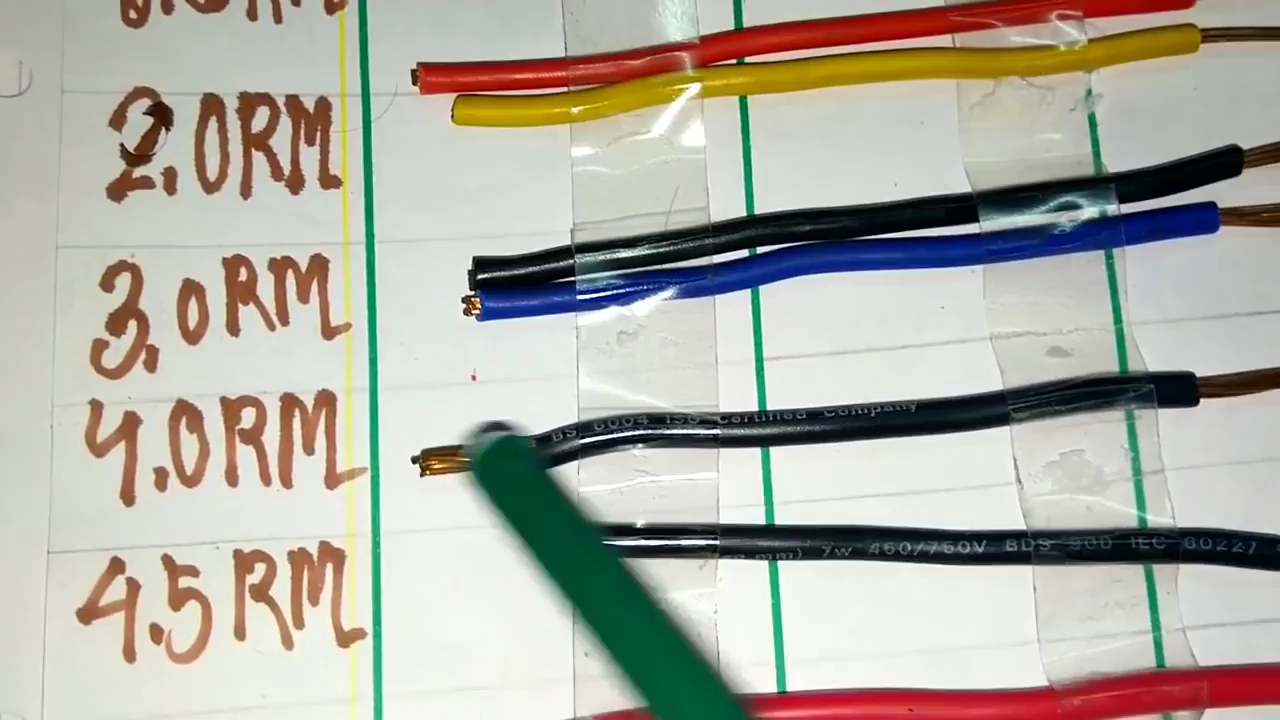 2.0RM
3.0RM
4.0RM
BS 6004 ISO Certified Company
mm) 7w 450/750V BDS 900 IEC 60227
4.5RM